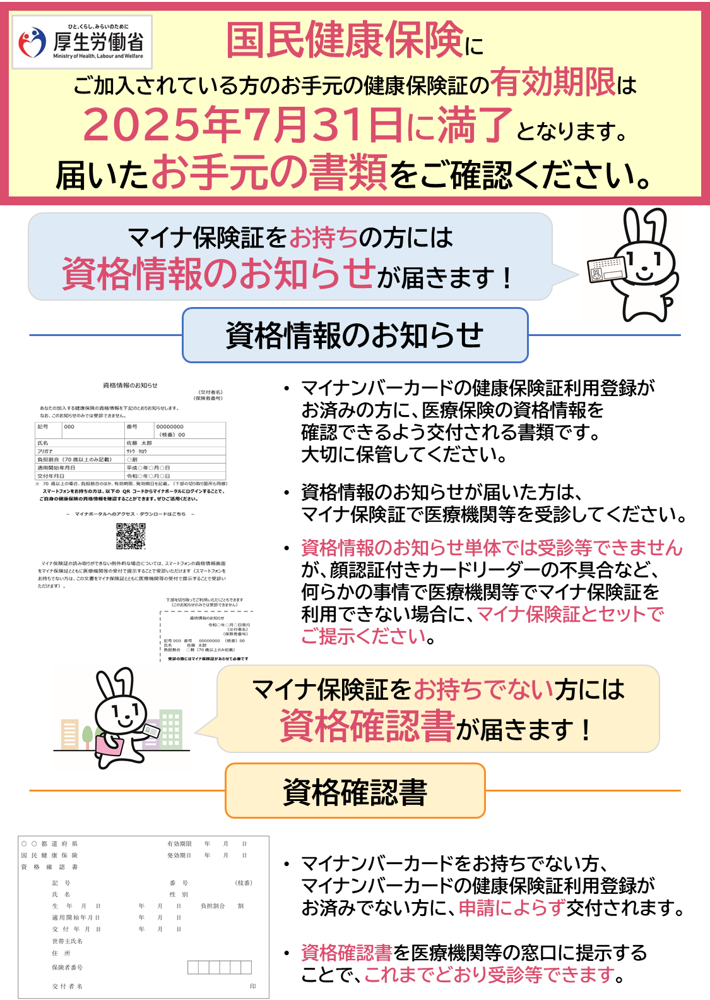 ひと、くらし、みらいのために
厚生労働省
Ministry of Health, Labour and Welfare
国民健康保険に
ご加入されている方のお手元の健康保険証の有効期限は
2025年7月31日に満了となります。
届いたお手元の書類をご確認ください。
マイナ保険証をお持ちの方には
資格情報のお知らせが届きます！
資格情報のお知らせ
資格情報のお知らせ
（交付者名）
（保険者番号）
あなたの加入する健康保険の資格情報を下記のとおりお知らせします。
なお、このお知らせのみでは受診できません。
記号 000 番号 00000000
（枝番）00
氏名 佐藤 太郎
フリガナ サトウ タロウ
負担割合（70 歳以上のみ記載） 〇割
適用開始年月日 平成〇年〇月〇日
交付年月日 令和〇年〇月〇日
※ 70 歳以上の場合、負担割合のほか、有効期限、発効期日を記載。（下部の切り取り箇所も同様）
スマートフォンをお持ちの方は、以下の QR コードからマイナポータルにログインすることで、
ご自身の健康保険の資格情報を確認することができます。ぜひご活用ください。
－ マイナポータルへのアクセス・ダウンロードはこちら －
マイナ保険証の読み取りができない例外的な場合については、スマートフォンの資格情報画面
をマイナ保険証とともに医療機関等の受付で提示することで受診いただけます（スマートフォンを
お持ちでない方は、この文書をマイナ保険証とともに医療機関等の受付で提示することで受診い
ただけます）。
下部を切り取ってご利用いただくこともできます
（このお知らせのみでは受診できません）
資格情報のお知らせ
令和〇年〇月〇日発行
（交付者名）
（保険者番号）
記号 000 番号 00000000 （枝番）00
氏名 佐藤 太郎
負担割合 〇割（70 歳以上のみ記載）
受診の際にはマイナ保険証があわせて必要です
• マイナンバーカードの健康保険証利用登録が
お済みの方に、医療保険の資格情報を
確認できるよう交付される書類です。
大切に保管してください。
• 資格情報のお知らせが届いた方は、
マイナ保険証で医療機関等を受診してください。
• 資格情報のお知らせ単体では受診等できません
が、顔認証付きカードリーダーの不具合など、
何らかの事情で医療機関等でマイナ保険証を
利用できない場合に、マイナ保険証とセットで
ご提示ください。
マイナ保険証をお持ちでない方には
資格確認書が届きます！
資格確認書
〇〇都道府県 有効期限 年 月 日
国民健康保険 発効期日 年 月 日
資格確認書
記号 番号 （枝番）
氏名 性別
生年月日 年 月 日 負担割合 割
適用開始年月日 年 月 日
交付年月日 年 月 日
世帯主氏名
住所
保険者番号
交付者名 印
• マイナンバーカードをお持ちでない方、
マイナンバーカードの健康保険証利用登録が
お済みでない方に、申請によらず交付されます。
• 資格確認書を医療機関等の窓口に提示する
ことで、これまでどおり受診等できます。